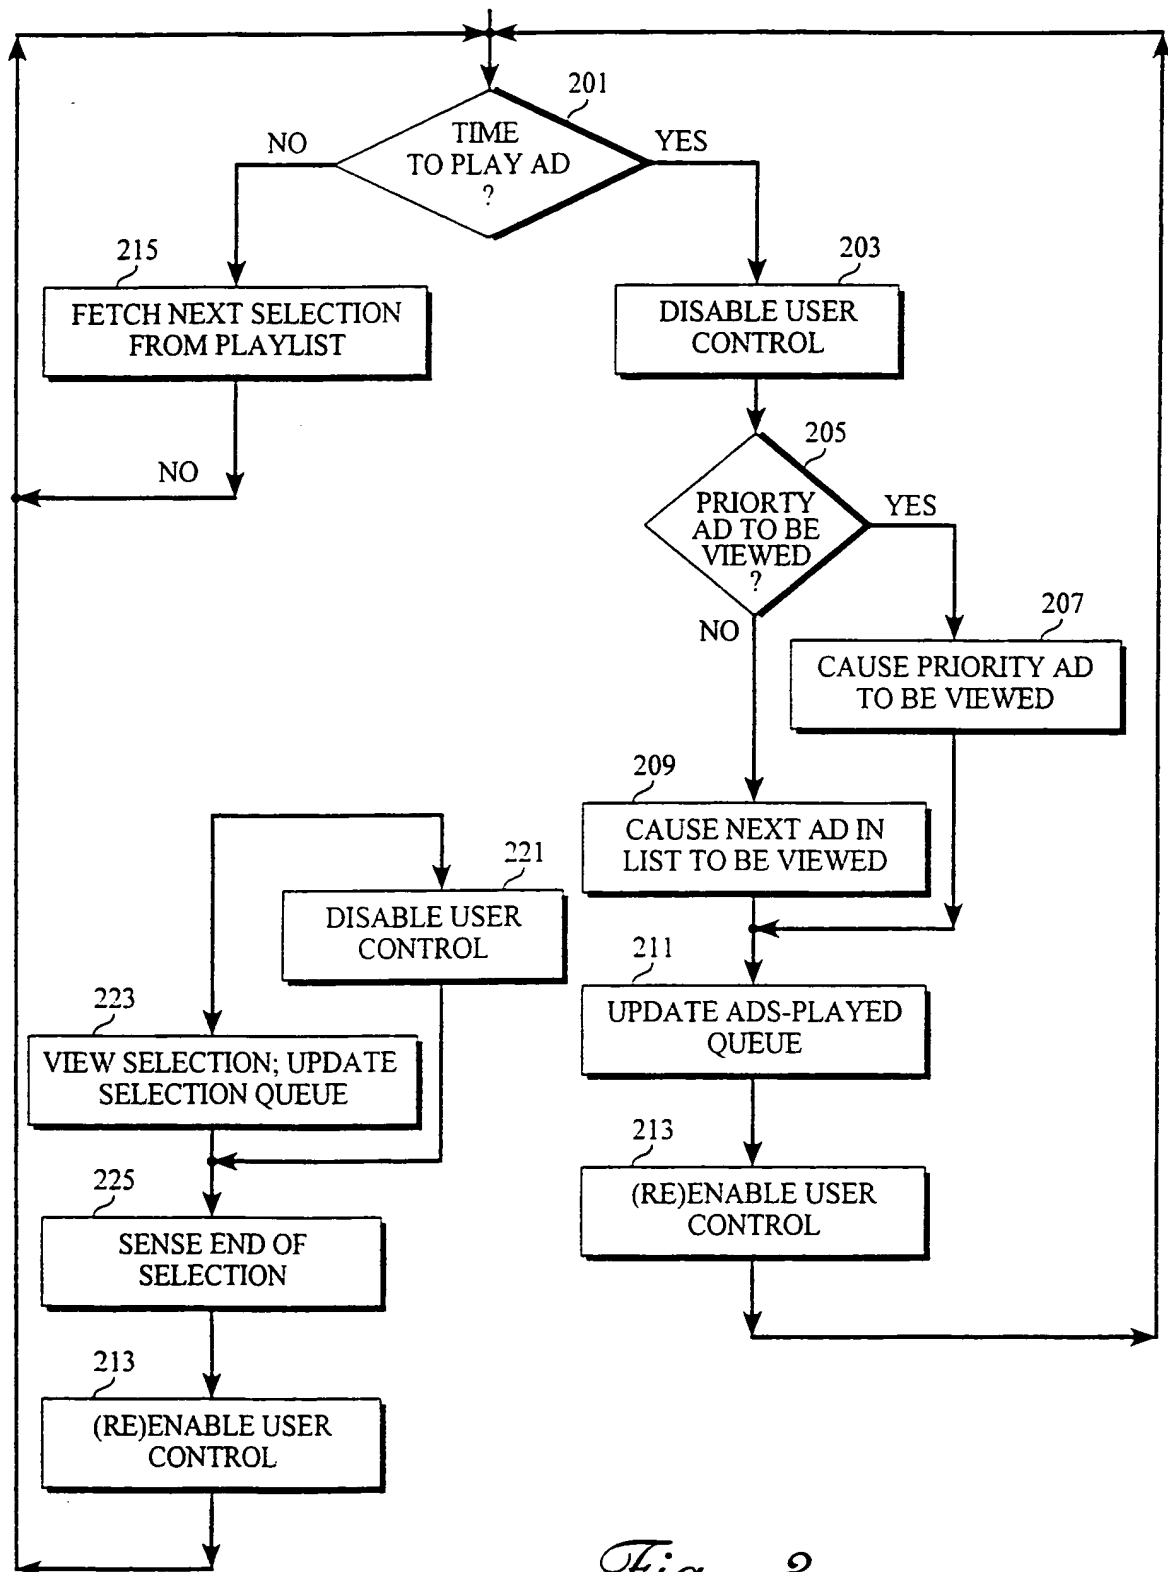 201
TIME
TO PLAY AD
?
NO
YES
215
FETCH NEXT SELECTION
FROM PLAYLIST
NO
203
DISABLE USER
CONTROL
205
PRIORTY
AD TO BE
VIEWED
?
YES
NO
207
CAUSE PRIORITY AD
TO BE VIEWED
209
CAUSE NEXT AD IN
LIST TO BE VIEWED
221
DISABLE USER
CONTROL
211
UPDATE ADS-PLAYED
QUEUE
223
VIEW SELECTION; UPDATE
SELECTION QUEUE
213
(RE)ENABLE USER
CONTROL
225
SENSE END OF
SELECTION
213
(RE)ENABLE USER
CONTROL
Fig. 2